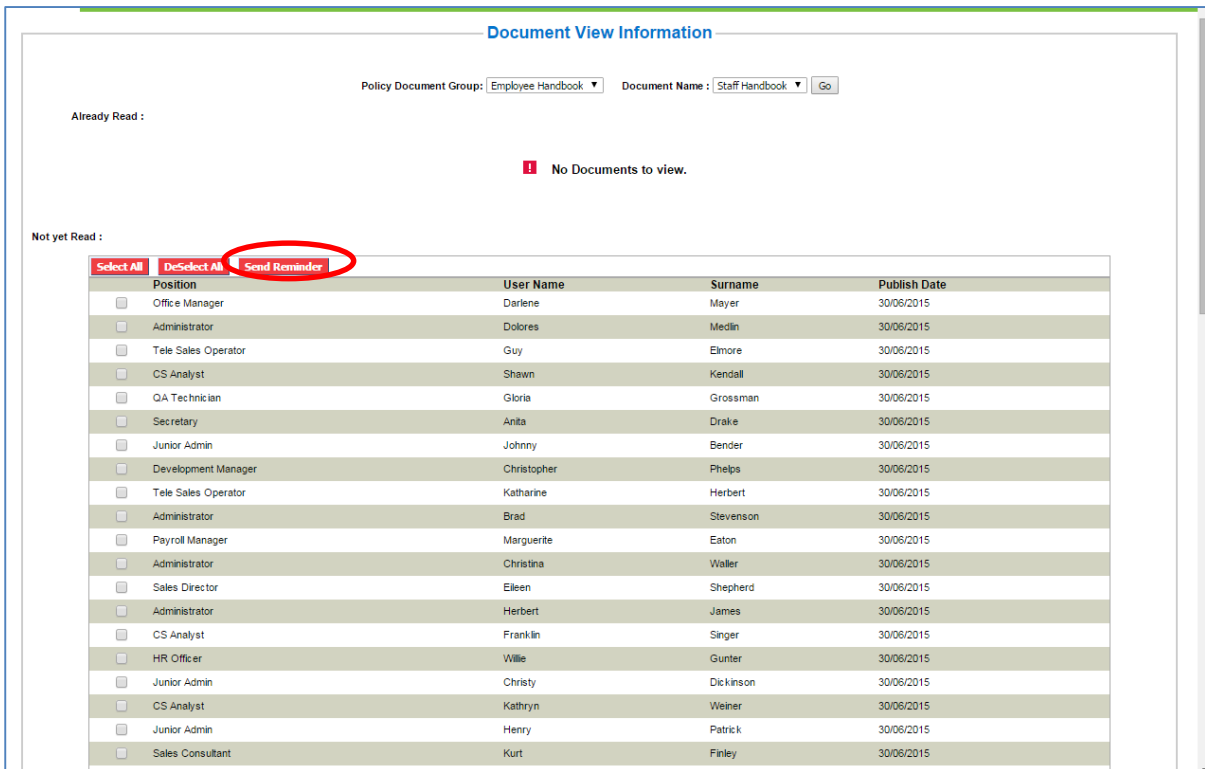 Document View Information
Policy Document Group: Employee Handbook ▼ Document Name : Staff Handbook ▼ Go
Already Read :
! No Documents to view.
Not yet Read :
Select All DeSelect All Send Reminder
Position User Name Surname Publish Date
Office Manager Darlene Mayer 30/06/2015
Administrator Dolores Medlin 30/06/2015
Tele Sales Operator Guy Elmore 30/06/2015
CS Analyst Shawn Kendall 30/06/2015
QA Technician Gloria Grossman 30/06/2015
Secretary Anita Drake 30/06/2015
Junior Admin Johnny Bender 30/06/2015
Development Manager Christopher Phelps 30/06/2015
Tele Sales Operator Katharine Herbert 30/06/2015
Administrator Brad Stevenson 30/06/2015
Payroll Manager Marguerite Eaton 30/06/2015
Administrator Christina Waller 30/06/2015
Sales Director Eileen Shepherd 30/06/2015
Administrator Herbert James 30/06/2015
CS Analyst Franklin Singer 30/06/2015
HR Officer Willie Gunter 30/06/2015
Junior Admin Christy Dickinson 30/06/2015
CS Analyst Kathryn Weiner 30/06/2015
Junior Admin Henry Patrick 30/06/2015
Sales Consultant Kurt Finley 30/06/2015